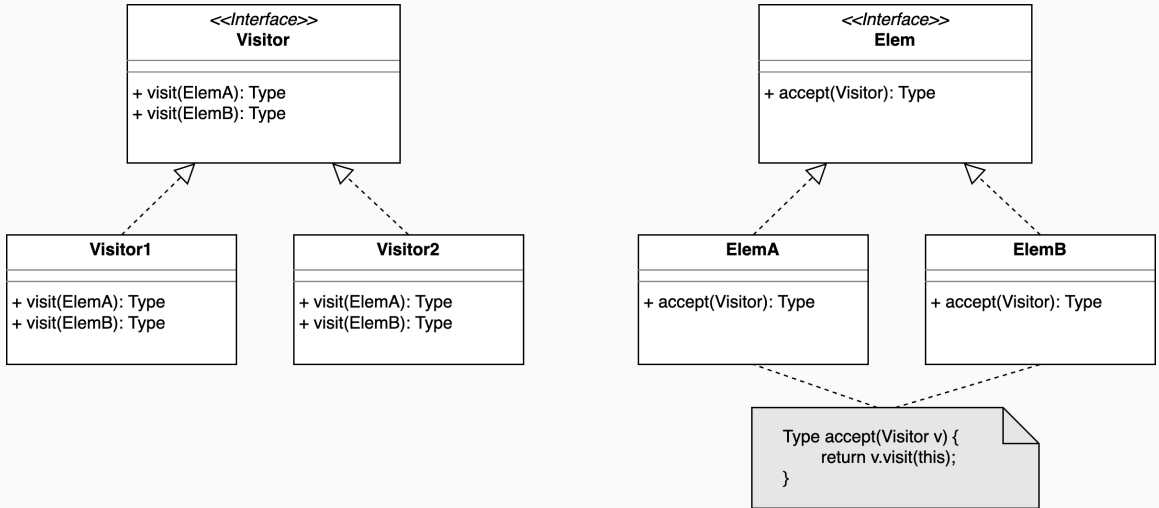 <<Interface>>
Visitor
+ visit(ElemA): Type
+ visit(ElemB): Type
<<Interface>>
Elem
+ accept(Visitor): Type
Visitor1
+ visit(ElemA): Type
+ visit(ElemB): Type
Visitor2
+ visit(ElemA): Type
+ visit(ElemB): Type
ElemA
+ accept(Visitor): Type
ElemB
+ accept(Visitor): Type
Type accept(Visitor v) {
return v.visit(this);
}